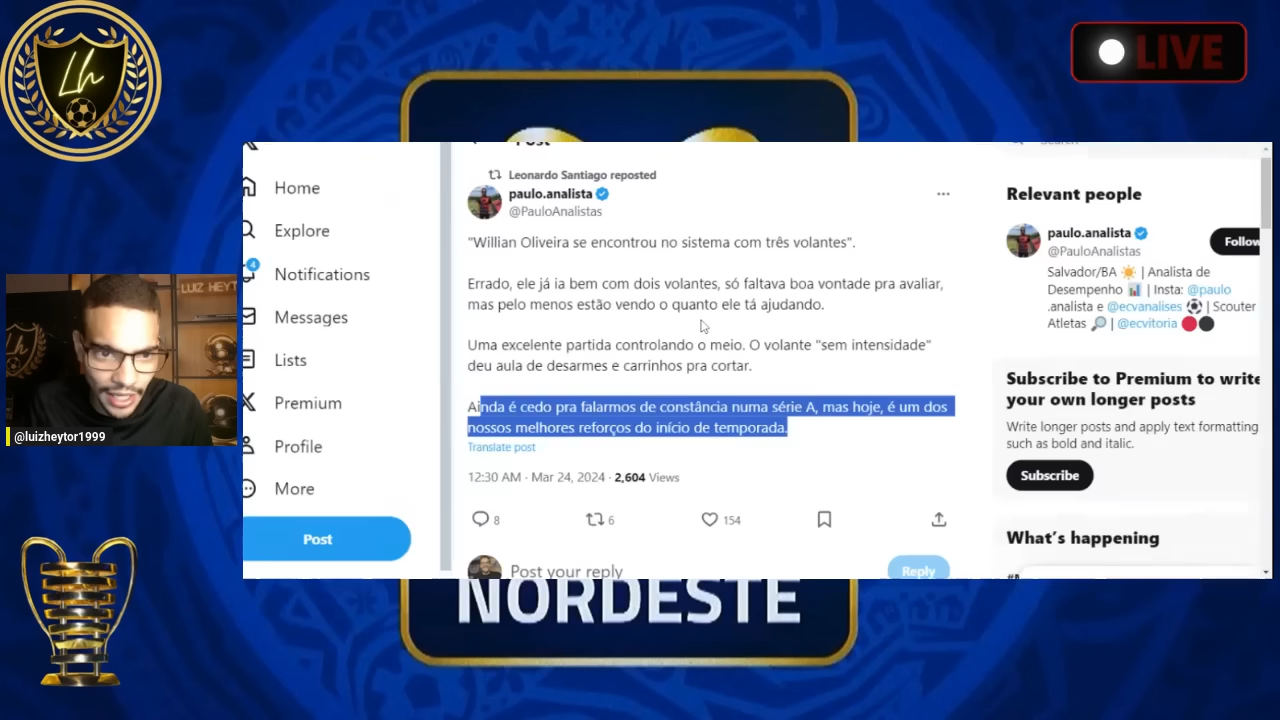 Lh
LIVE
Post
Search
Home
Explore
4
Notifications
Messages
Lists
Premium
Profile
More
Post
Leonardo Santiago reposted
paulo.analista
@PauloAnalistas
"Willian Oliveira se encontrou no sistema com três volantes".
Errado, ele já ia bem com dois volantes, só faltava boa vontade pra avaliar,
mas pelo menos estão vendo o quanto ele tá ajudando.
Uma excelente partida controlando o meio. O volante "sem intensidade"
deu aula de desarmes e carrinhos pra cortar.
Ainda é cedo pra falarmos de constância numa série A, mas hoje, é um dos
nossos melhores reforços do início de temporada.
Translate post
12:30 AM · Mar 24, 2024 · 2,604 Views
8 6 154
Post your reply
Reply
Relevant people
paulo.analista
@PauloAnalistas
Follow
Salvador/BA | Analista de
Desempenho | Insta: @paulo
.analista e @ecvanalises | Scouter
Atletas | @ecvitoria
Subscribe to Premium to write
your own longer posts
Write longer posts and apply text formatting
such as bold and italic.
Subscribe
What's happening
LUIZ HEYT
Lh
@luizheytor1999
NORDESTE